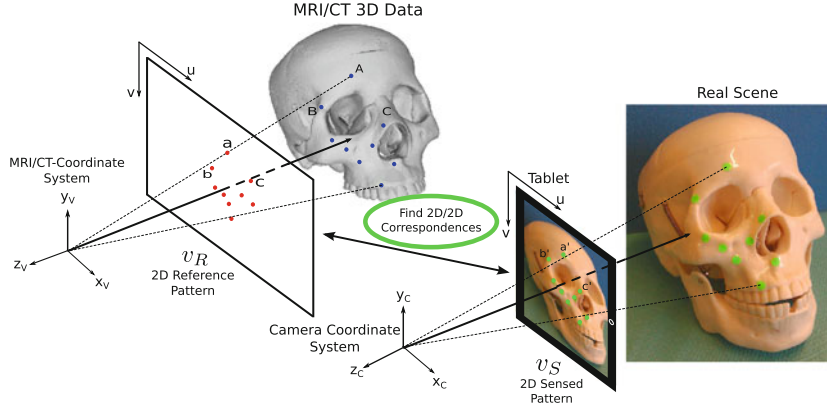 MRI/CT 3D Data
u
v
A
B
C
a
b
c
MRI/CT-Coordinate
System
y_V
z_V
x_V
v_R
2D Reference
Pattern
Find 2D/2D
Correspondences
Camera Coordinate
System
y_C
z_C
x_C
Tablet
u
v
a'
b'
c'
v_S
2D Sensed
Pattern
Real Scene